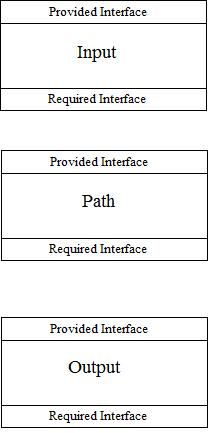 Provided Interface
Input
Required Interface
Provided Interface
Path
Required Interface
Provided Interface
Output
Required Interface